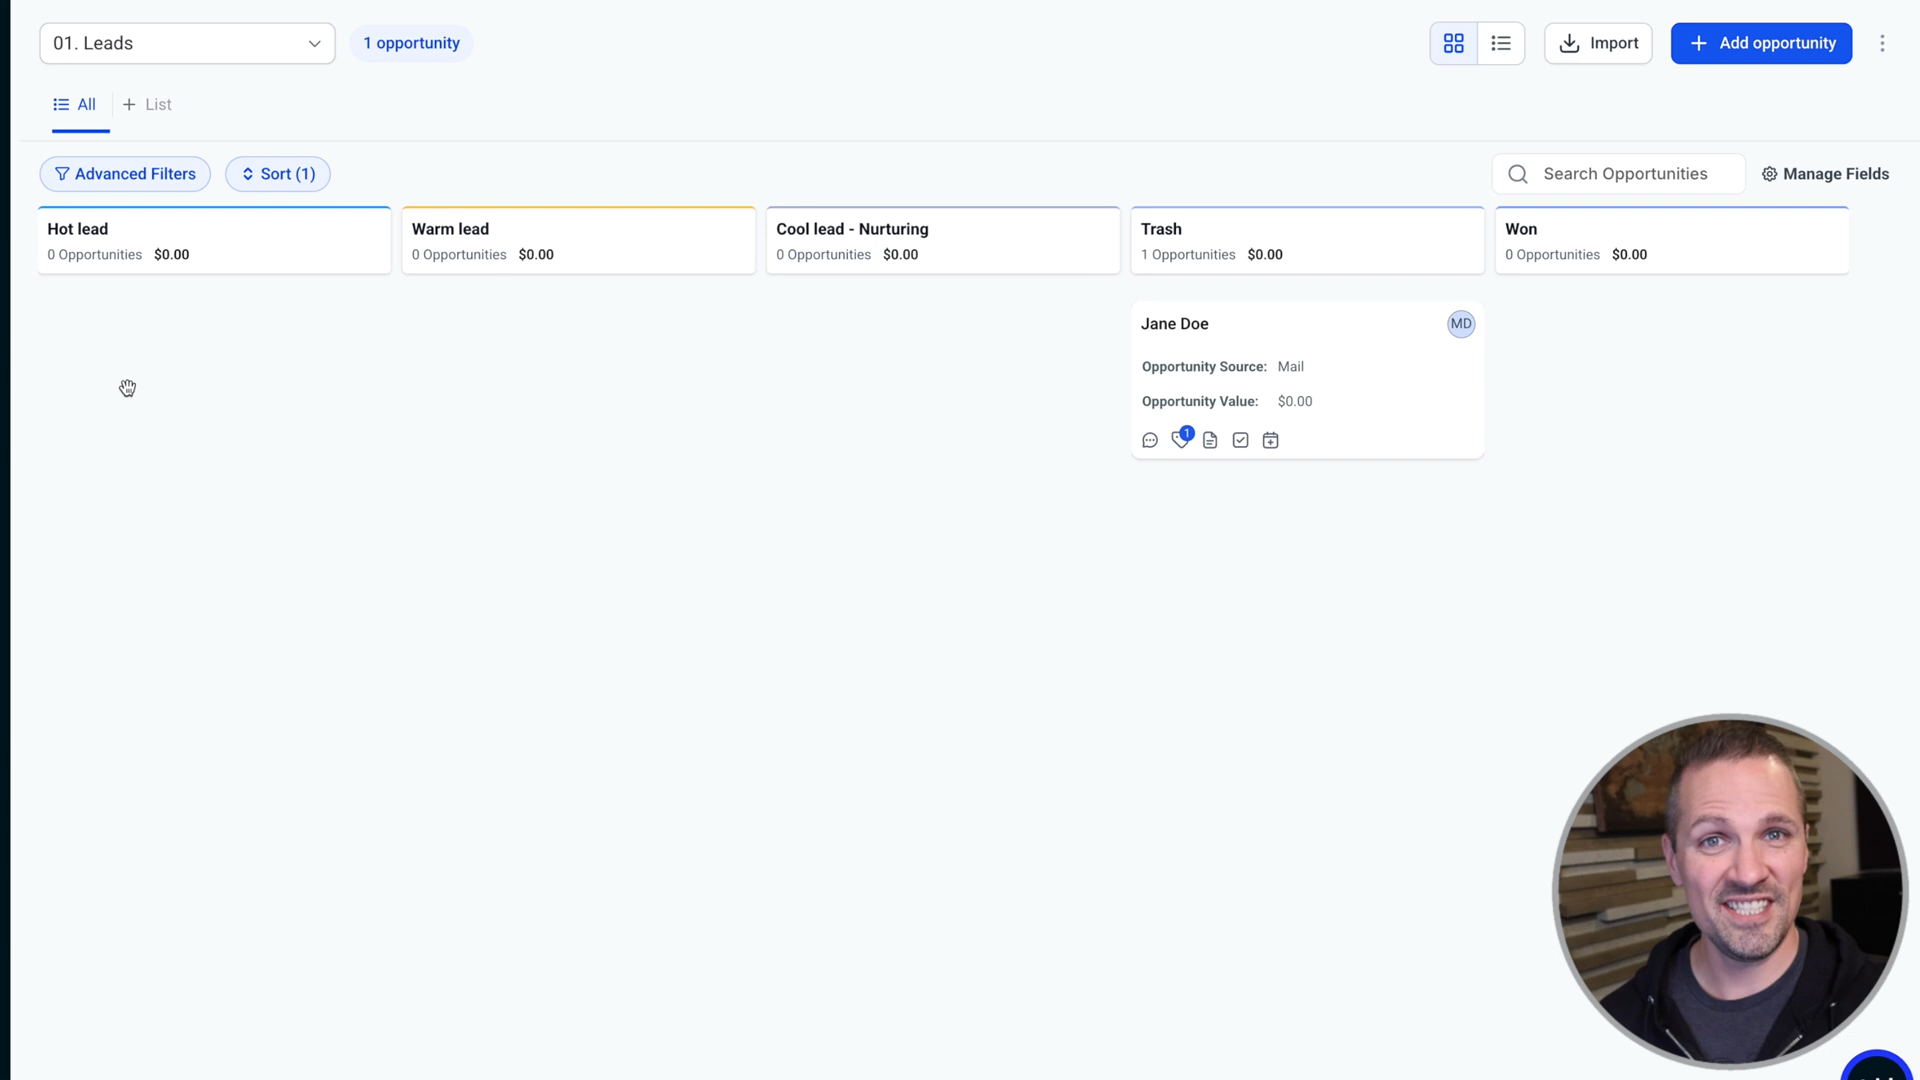 01. Leads
1 opportunity
Import
+ Add opportunity
All
+ List
Advanced Filters
Sort (1)
Search Opportunities
Manage Fields
Hot lead
0 Opportunities $0.00
Warm lead
0 Opportunities $0.00
Cool lead - Nurturing
0 Opportunities $0.00
Trash
1 Opportunities $0.00
Won
0 Opportunities $0.00
Jane Doe
MD
Opportunity Source: Mail
Opportunity Value: $0.00
1